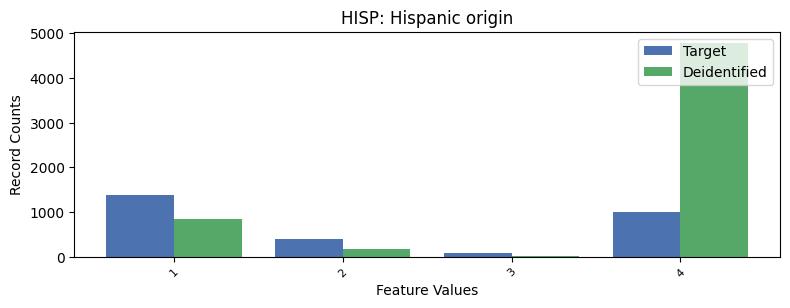 HISP: Hispanic origin
Target
Deidentified
Record Counts
5000
4000
3000
2000
1000
0
1
2
3
4
Feature Values